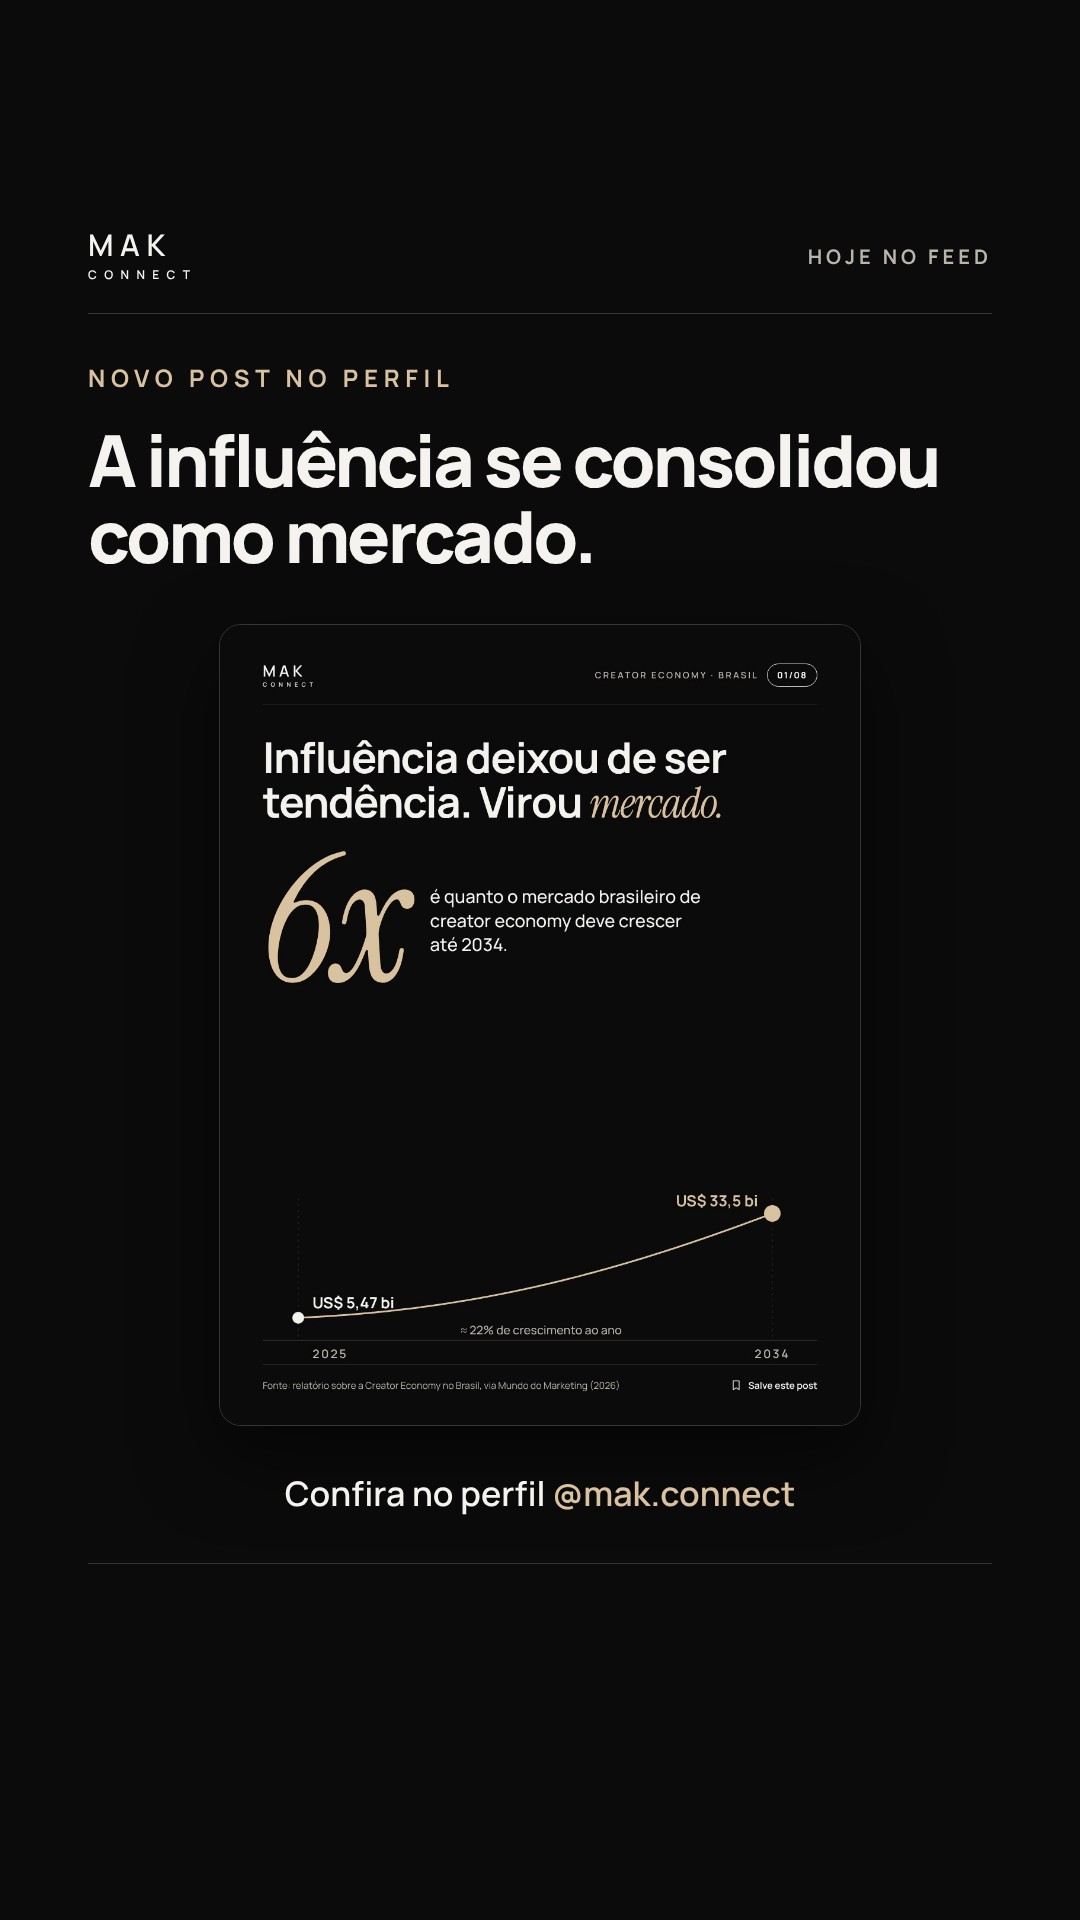 MAK
CONNECT
HOJE NO FEED
NOVO POST NO PERFIL
A influência se consolidou
como mercado.
MAK
CONNECT
CREATOR ECONOMY · BRASIL
01/08
Influência deixou de ser
tendência. Virou mercado.
6x
é quanto o mercado brasileiro de
creator economy deve crescer
até 2034.
US$ 33,5 bi
US$ 5,47 bi
≈ 22% de crescimento ao ano
2025
2034
Fonte: relatório sobre a Creator Economy no Brasil, via Mundo do Marketing (2026)
Salve este post
Confira no perfil @mak.connect